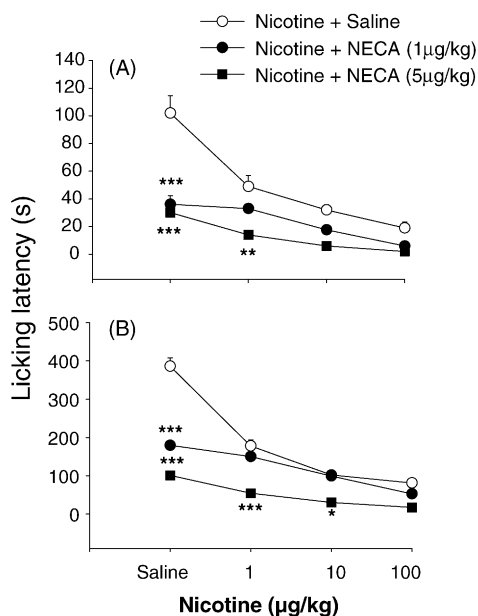 Nicotine + Saline
Nicotine + NECA (1µg/kg)
Nicotine + NECA (5µg/kg)
(A)
140
120
100
80
60
40
20
0
***
***
**
Licking latency (s)
(B)
500
400
300
200
100
0
***
***
***
*
Saline 1 10 100
Nicotine (µg/kg)